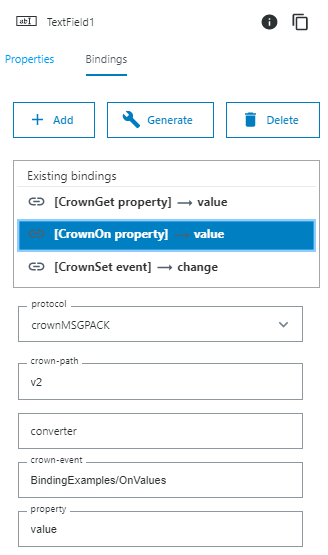 ab TextField1
Properties Bindings
+ Add Generate Delete
Existing bindings
[CrownGet property] → value
[CrownOn property] → value
[CrownSet event] → change
protocol
crownMSGPACK
crown-path
v2
converter
crown-event
BindingExamples/OnValues
property
value